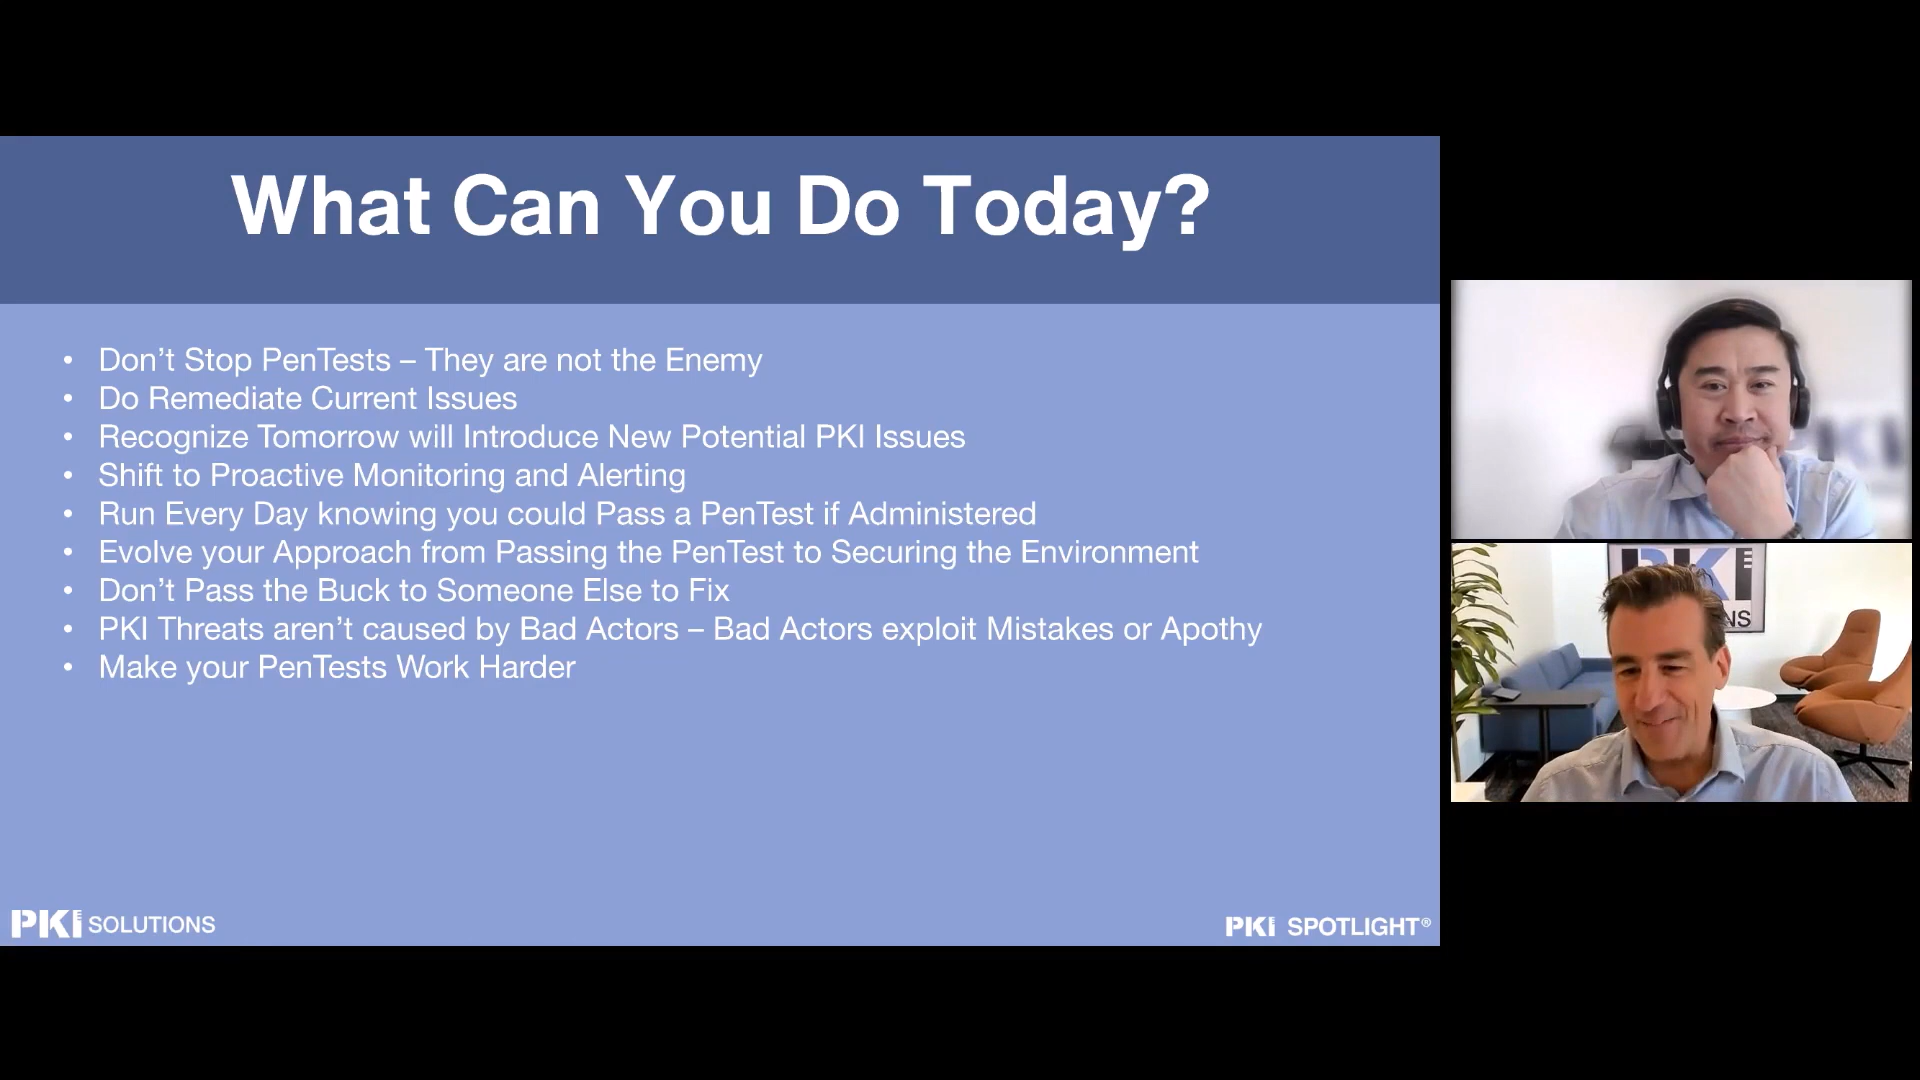 What Can You Do Today?
• Don’t Stop PenTests – They are not the Enemy
• Do Remediate Current Issues
• Recognize Tomorrow will Introduce New Potential PKI Issues
• Shift to Proactive Monitoring and Alerting
• Run Every Day knowing you could Pass a PenTest if Administered
• Evolve your Approach from Passing the PenTest to Securing the Environment
• Don’t Pass the Buck to Someone Else to Fix
• PKI Threats aren’t caused by Bad Actors – Bad Actors exploit Mistakes or Apothy
• Make your PenTests Work Harder
PKI SOLUTIONS
PKI SPOTLIGHT®
PKI
PKI
NS